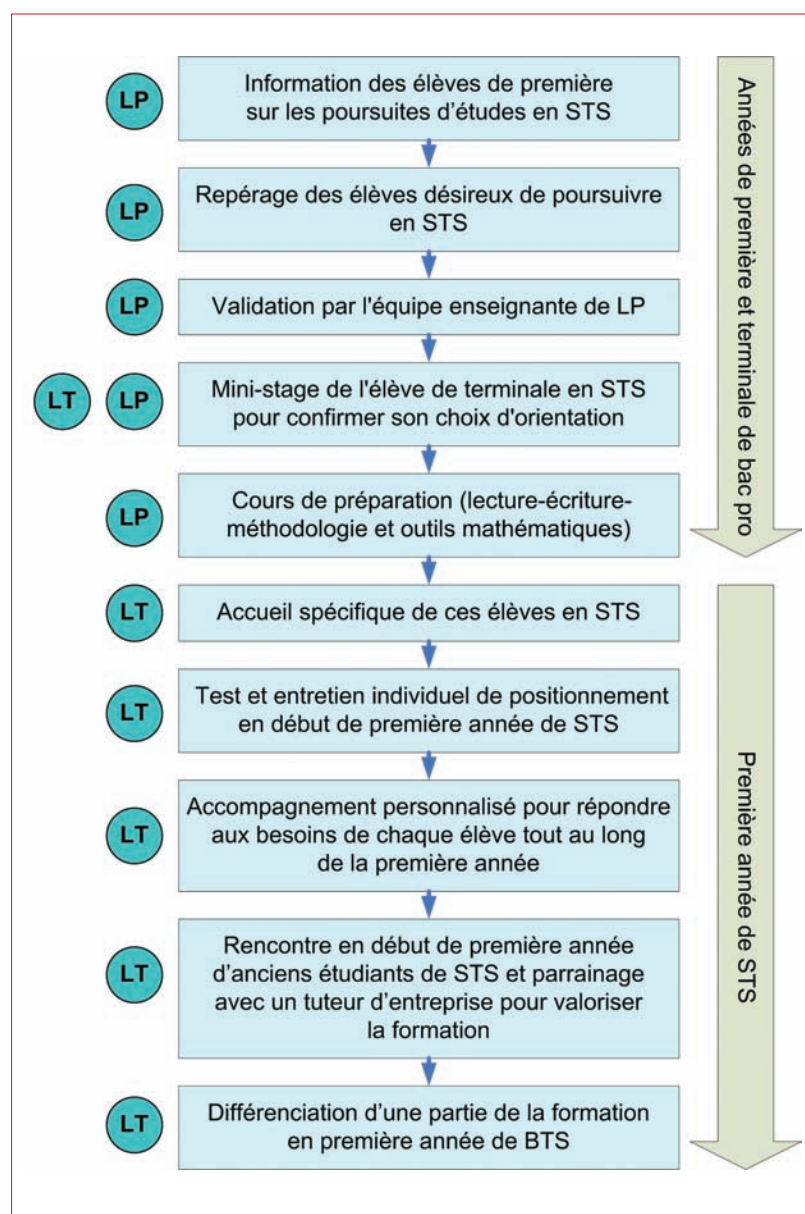 LP
Information des élèves de première
sur les poursuites d’études en STS
LP
Repérage des élèves désireux de poursuivre
en STS
LP
Validation par l'équipe enseignante de LP
LT
LP
Mini-stage de l'élève de terminale en STS
pour confirmer son choix d'orientation
LP
Cours de préparation (lecture-écriture-
méthodologie et outils mathématiques)
Années de première et terminale de bac pro
LT
Accueil spécifique de ces élèves en STS
LT
Test et entretien individuel de positionnement
en début de première année de STS
LT
Accompagnement personnalisé pour répondre
aux besoins de chaque élève tout au long
de la première année
LT
Rencontre en début de première année
d’anciens étudiants de STS et parrainage
avec un tuteur d’entreprise pour valoriser
la formation
LT
Différenciation d’une partie de la formation
en première année de BTS
Première année de STS